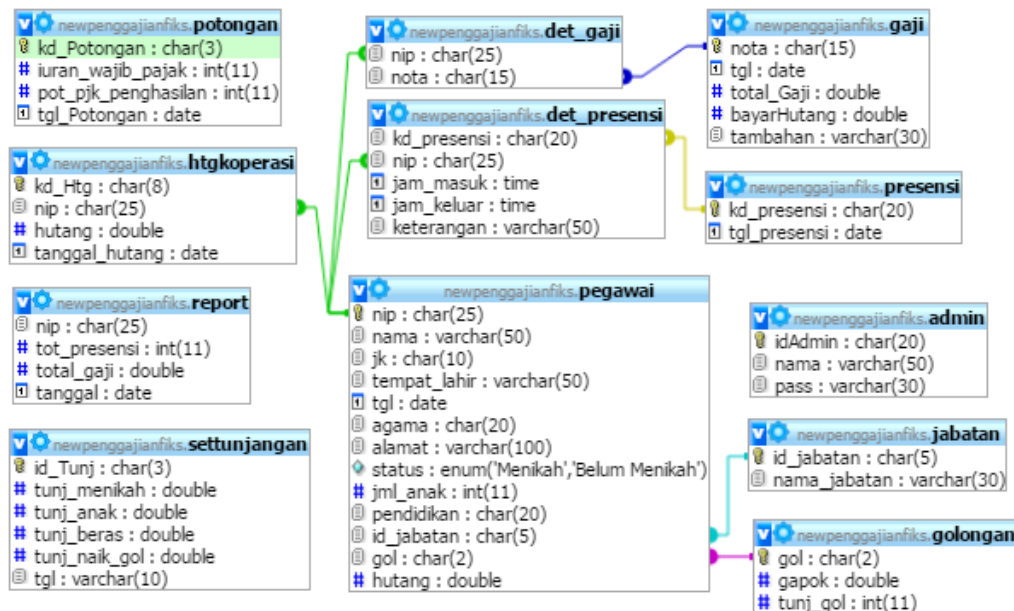 newpenggajianfiks.potongan
kd_Potongan : char(3)
# iuran_wajib_pajak : int(11)
# pot_pjk_penghasilan : int(11)
tgl_Potongan : date
newpenggajianfiks.det_gaji
nip : char(25)
nota : char(15)
newpenggajianfiks.gaji
nota : char(15)
tgl : date
# total_Gaji : double
# bayarHutang : double
tambahan : varchar(30)
newpenggajianfiks.det_presensi
kd_presensi : char(20)
nip : char(25)
jam_masuk : time
jam_keluar : time
keterangan : varchar(50)
newpenggajianfiks.htgkoperasi
kd_Htg : char(8)
nip : char(25)
# hutang : double
tanggal_hutang : date
newpenggajianfiks.presensi
kd_presensi : char(20)
tgl_presensi : date
newpenggajianfiks.report
nip : char(25)
# tot_presensi : int(11)
# total_gaji : double
tanggal : date
newpenggajianfiks.pegawai
nip : char(25)
nama : varchar(50)
jk : char(10)
tempat_lahir : varchar(50)
tgl : date
agama : char(20)
alamat : varchar(100)
status : enum('Menikah','Belum Menikah')
# jml_anak : int(11)
pendidikan : char(20)
id_jabatan : char(5)
gol : char(2)
# hutang : double
newpenggajianfiks.admin
idAdmin : char(20)
nama : varchar(50)
pass : varchar(30)
newpenggajianfiks.settunjangan
id_Tunj : char(3)
# tunj_menikah : double
# tunj_anak : double
# tunj_beras : double
# tunj_naik_gol : double
tgl : varchar(10)
newpenggajianfiks.jabatan
id_jabatan : char(5)
nama_jabatan : varchar(30)
newpenggajianfiks.golongan
gol : char(2)
# gapok : double
# tunj_gol : int(11)